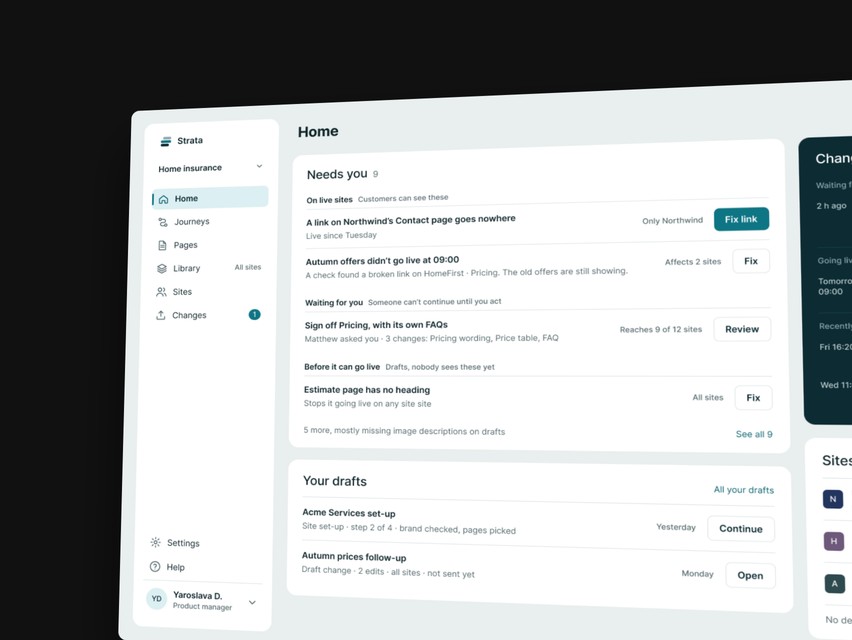 Strata
Home insurance
Home
Journeys
Pages
Library All sites
Sites
Changes 1
Settings
Help
YD
Yaroslava D.
Product manager
Home
Needs you 9
On live sites Customers can see these
A link on Northwind's Contact page goes nowhere
Live since Tuesday
Only Northwind
Fix link
Autumn offers didn't go live at 09:00
A check found a broken link on HomeFirst · Pricing. The old offers are still showing.
Affects 2 sites
Fix
Waiting for you Someone can't continue until you act
Sign off Pricing, with its own FAQs
Matthew asked you · 3 changes: Pricing wording, Price table, FAQ
Reaches 9 of 12 sites
Review
Before it can go live Drafts, nobody sees these yet
Estimate page has no heading
Stops it going live on any site site
All sites
Fix
5 more, mostly missing image descriptions on drafts
See all 9
Your drafts
All your drafts
Acme Services set-up
Site set-up · step 2 of 4 · brand checked, pages picked
Yesterday
Continue
Autumn prices follow-up
Draft change · 2 edits · all sites · not sent yet
Monday
Open
Chan
Waiting f
2 h ago
Going liv
Tomorro
09:00
Recently
Fri 16:20
Wed 11:
Sites
N
H
A
No de